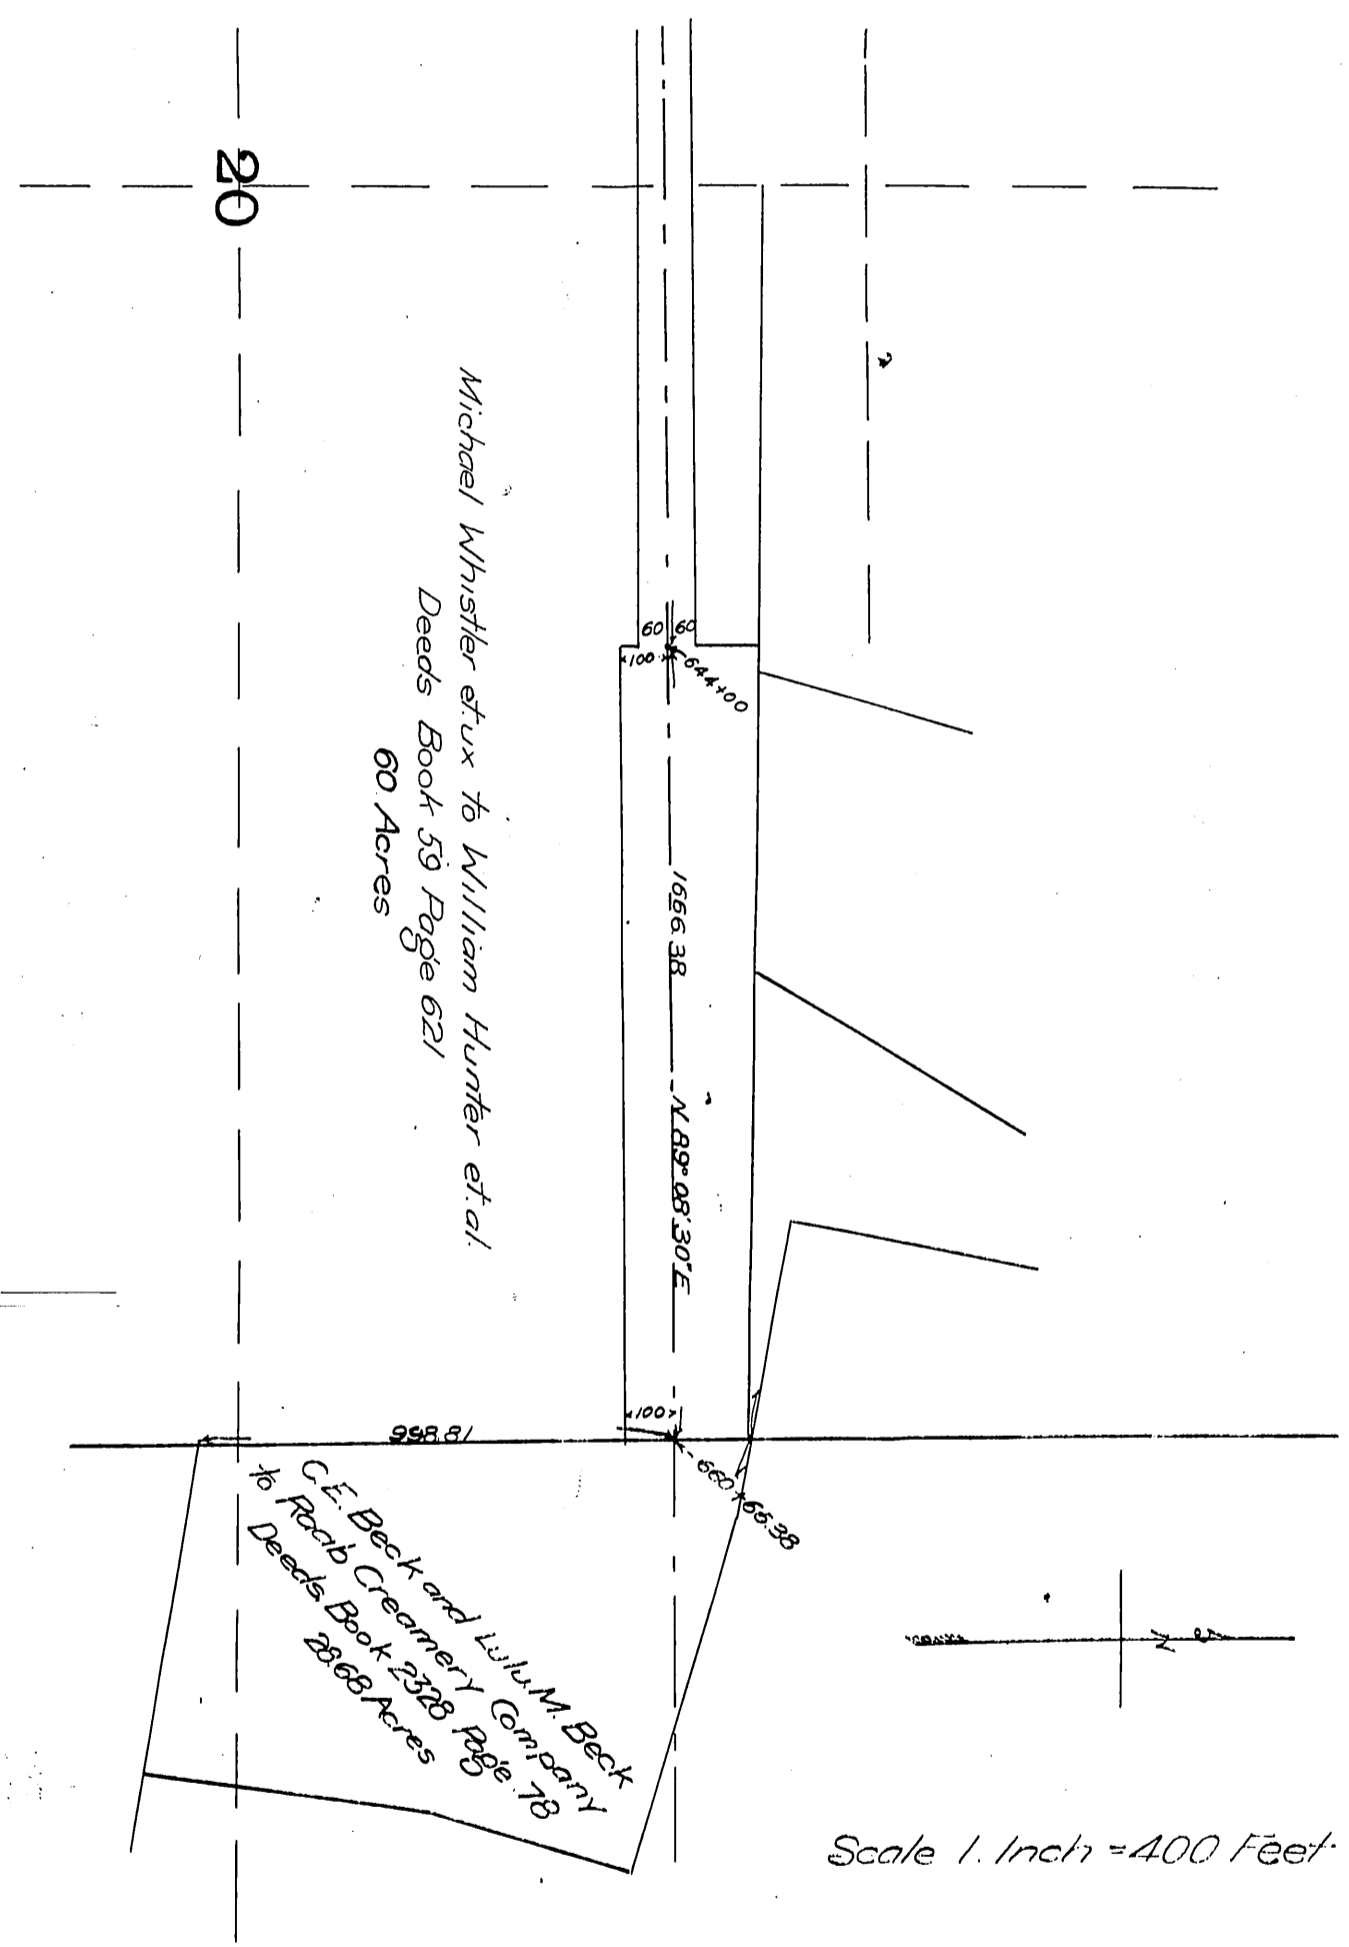 20
Michael Whistler et.ux to William Hunter et.al.
Deeds Book 59 Page 621
60 Acres
60
60
100
644+00
1666.38
N.89°08'30"E
100
998.81
660+66.38
C.E. Beck and Lulu M. Beck
to Raab Creamery Company
Deeds Book 2328 Page 78
28.68 Acres
N
Scale 1. Inch = 400 Feet